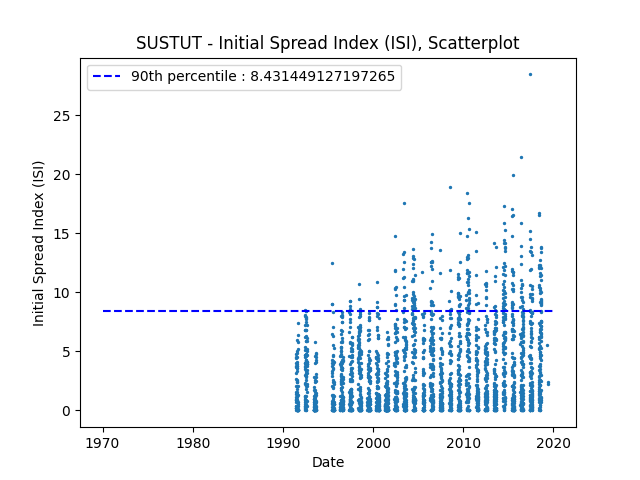 SUSTUT - Initial Spread Index (ISI), Scatterplot
90th percentile : 8.431449127197265
Initial Spread Index (ISI)
25
20
15
10
5
0
1970 1980 1990 2000 2010 2020
Date